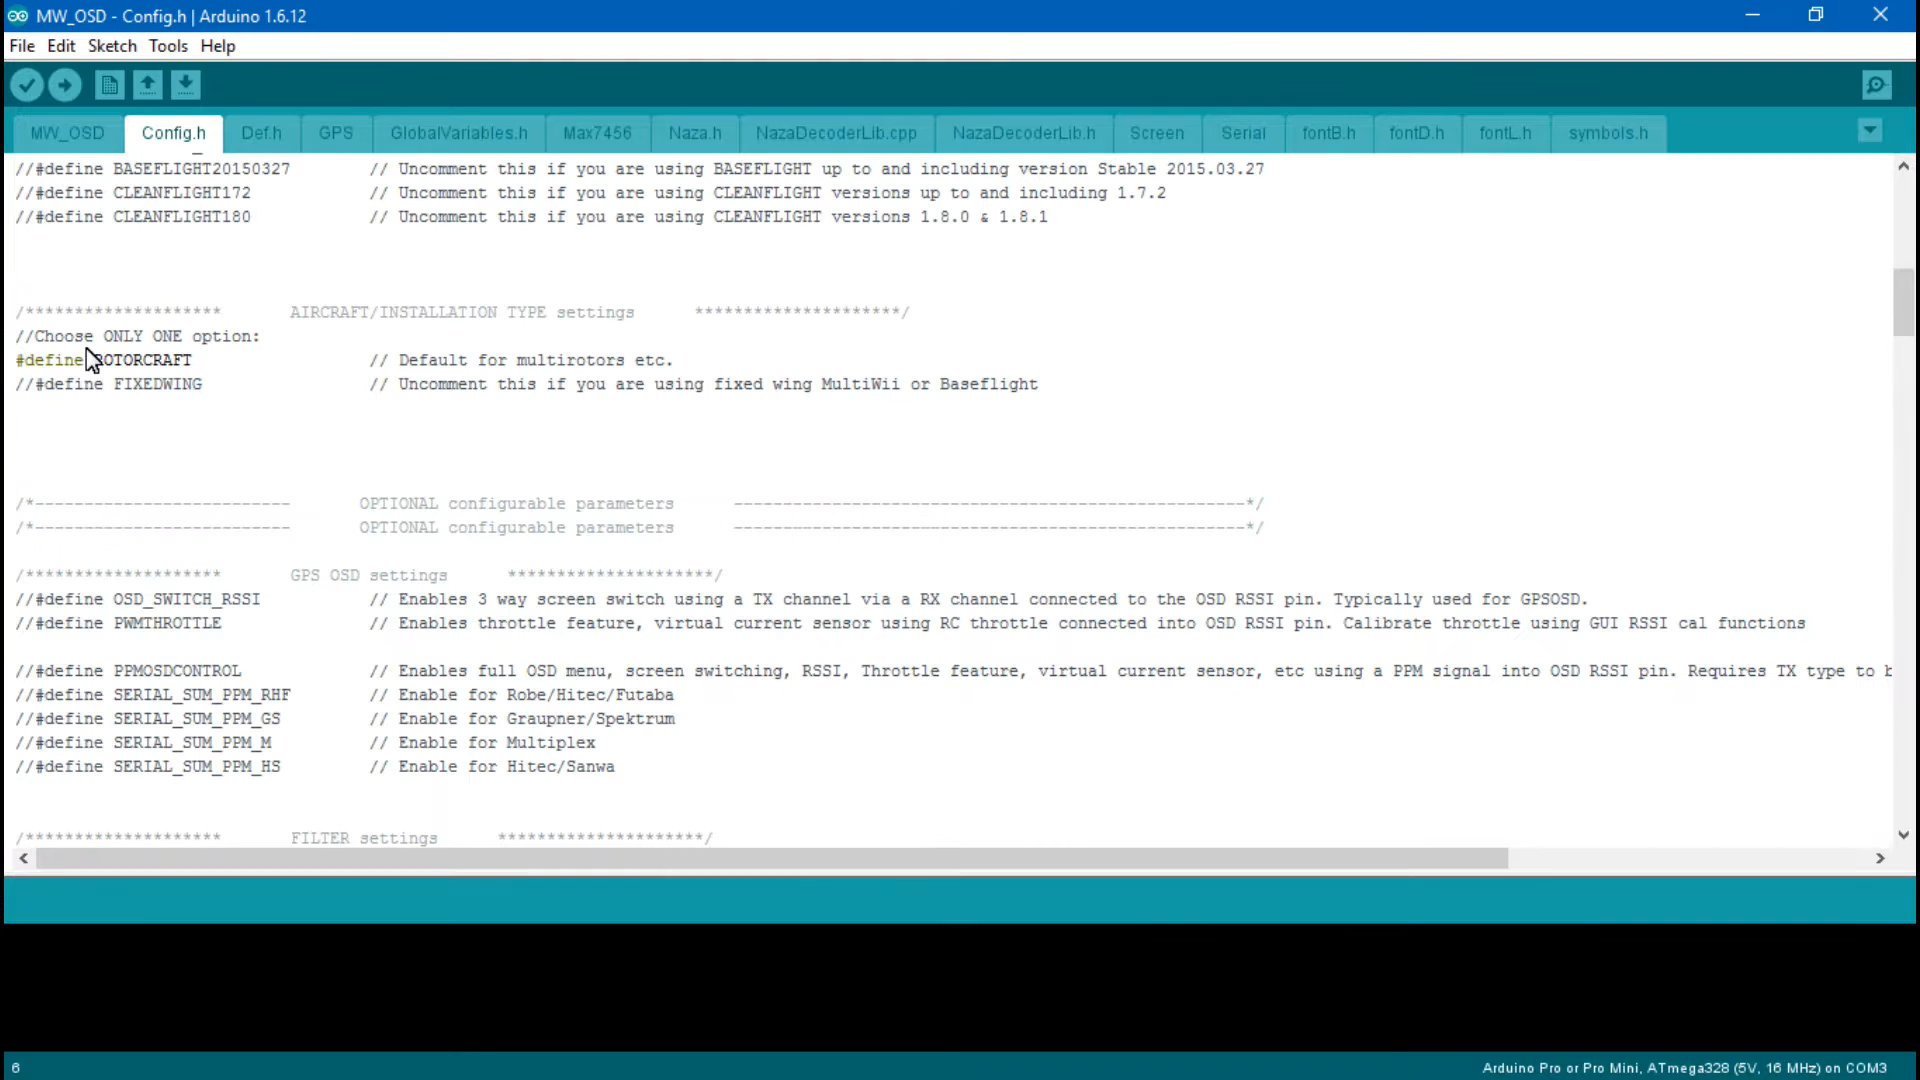 MW_OSD - Config.h | Arduino 1.6.12
File Edit Sketch Tools Help
MW_OSD Config.h Def.h GPS GlobalVariables.h Max7456 Naza.h NazaDecoderLib.cpp NazaDecoderLib.h Screen Serial fontB.h fontD.h fontL.h symbols.h
//#define BASEFLIGHT20150327 // Uncomment this if you are using BASEFLIGHT up to and including version Stable 2015.03.27
//#define CLEANFLIGHT172 // Uncomment this if you are using CLEANFLIGHT versions up to and including 1.7.2
//#define CLEANFLIGHT180 // Uncomment this if you are using CLEANFLIGHT versions 1.8.0 & 1.8.1
/******************** AIRCRAFT/INSTALLATION TYPE settings *********************/
//Choose ONLY ONE option:
#define ROTORCRAFT // Default for multirotors etc.
//#define FIXEDWING // Uncomment this if you are using fixed wing MultiWii or Baseflight
/*-------------------------- OPTIONAL configurable parameters ----------------------------------------------------*/
/*-------------------------- OPTIONAL configurable parameters ----------------------------------------------------*/
/******************** GPS OSD settings *********************/
//#define OSD_SWITCH_RSSI // Enables 3 way screen switch using a TX channel via a RX channel connected to the OSD RSSI pin. Typically used for GPSOSD.
//#define PWMTHROTTLE // Enables throttle feature, virtual current sensor using RC throttle connected into OSD RSSI pin. Calibrate throttle using GUI RSSI cal functions
//#define PPMOSDCONTROL // Enables full OSD menu, screen switching, RSSI, Throttle feature, virtual current sensor, etc using a PPM signal into OSD RSSI pin. Requires TX type to b
//#define SERIAL_SUM_PPM_RHF // Enable for Robe/Hitec/Futaba
//#define SERIAL_SUM_PPM_GS // Enable for Graupner/Spektrum
//#define SERIAL_SUM_PPM_M // Enable for Multiplex
//#define SERIAL_SUM_PPM_HS // Enable for Hitec/Sanwa
/******************** FILTER settings *********************/
6 Arduino Pro or Pro Mini, ATmega328 (5V, 16 MHz) on COM3